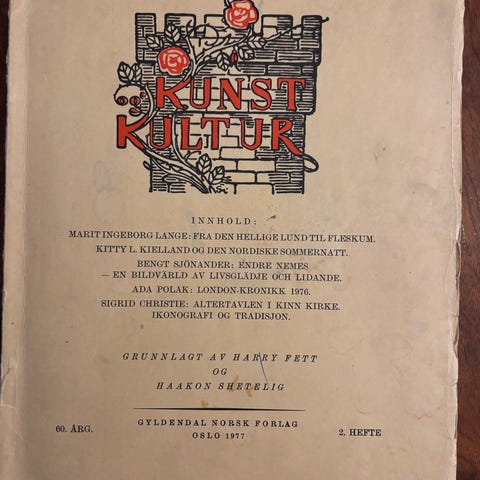 KUNST
OG
KULTUR
INNHOLD:
MARIT INGEBORG LANGE: FRA DEN HELLIGE LUND TIL FLESKUM.
KITTY L. KIELLAND OG DEN NORDISKE SOMMERNATT.
BENGT SJÖNANDER: ENDRE NEMES
— EN BILDVÄRLD AV LIVSGLÄDJE OCH LIDANDE.
ADA POLAK: LONDON-KRONIKK 1976.
SIGRID CHRISTIE: ALTERTAVLEN I KINN KIRKE.
IKONOGRAFI OG TRADISJON.
GRUNNLAGT AV HARRY FETT
OG
HAAKON SHETELIG
60. ÅRG.
GYLDENDAL NORSK FORLAG
OSLO 1977
2. HEFTE